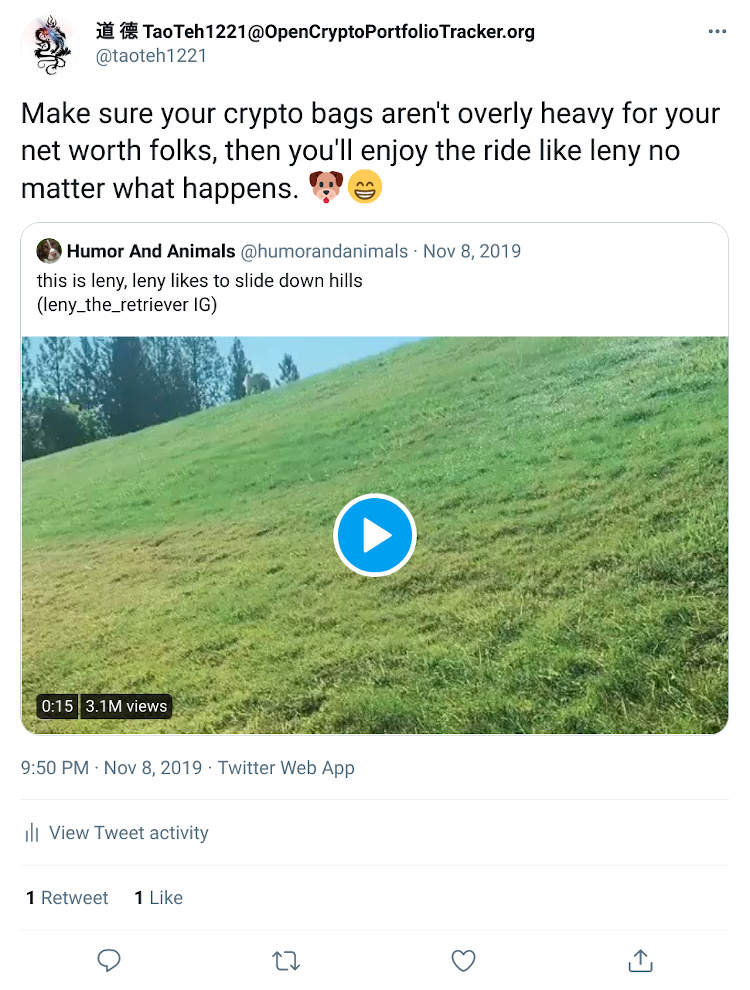 道 德 TaoTeh1221@OpenCryptoPortfolioTracker.org
@taoteh1221
Make sure your crypto bags aren't overly heavy for your
net worth folks, then you'll enjoy the ride like leny no
matter what happens. 🐶😁
Humor And Animals @humorandanimals · Nov 8, 2019
this is leny, leny likes to slide down hills
(leny_the_retriever IG)
0:15 3.1M views
9:50 PM · Nov 8, 2019 · Twitter Web App
View Tweet activity
1 Retweet 1 Like